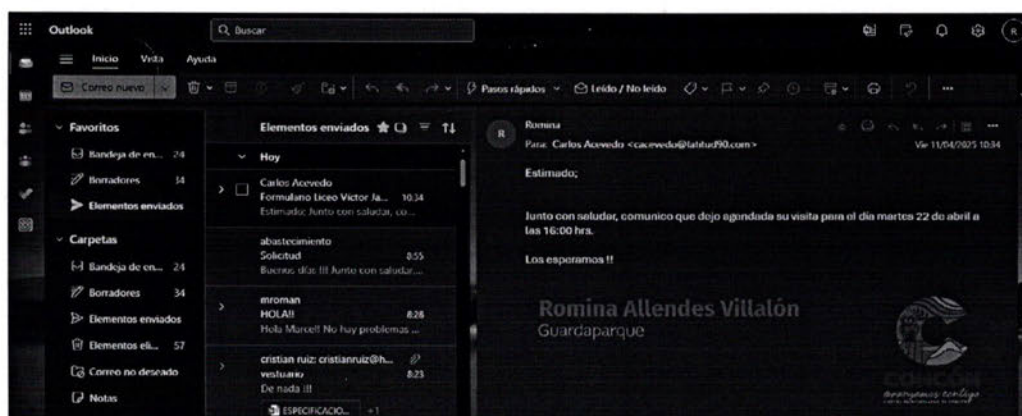 Outlook
Buscar
Inicio Vista Ayuda
Correo nuevo
Pasos rápidos
Leído / No leído
Favoritos
Bandeja de en... 24
Borradores 34
Elementos enviados
Carpetas
Bandeja de en... 24
Borradores 34
Elementos enviados
Elementos eli... 57
Correo no deseado
Notas
Elementos enviados
Hoy
Carlos Acevedo
Formulario Liceo Víctor Ja... 10:34
Estimado: Junto con saludar, co...
abastecimiento
Solicitud 8:55
Buenos días !!! Junto con saludar,...
mroman
HOLA!! 8:28
Hola Marcel! No hay problemas ...
cristian ruiz: cristianruiz@h...
vestuario 8:23
De nada !!!
ESPECIFICACIO... +1
R
R
Romina
Para: Carlos Acevedo <cacevedo@latitud90.com>
Vie 11/04/2025 10:34
Estimado;
Junto con saludar, comunico que dejo agendada su visita para el día martes 22 de abril a
las 16:00 hrs.
Los esperamos !!
Romina Allendes Villalón
Guardaparque
CONCÓN